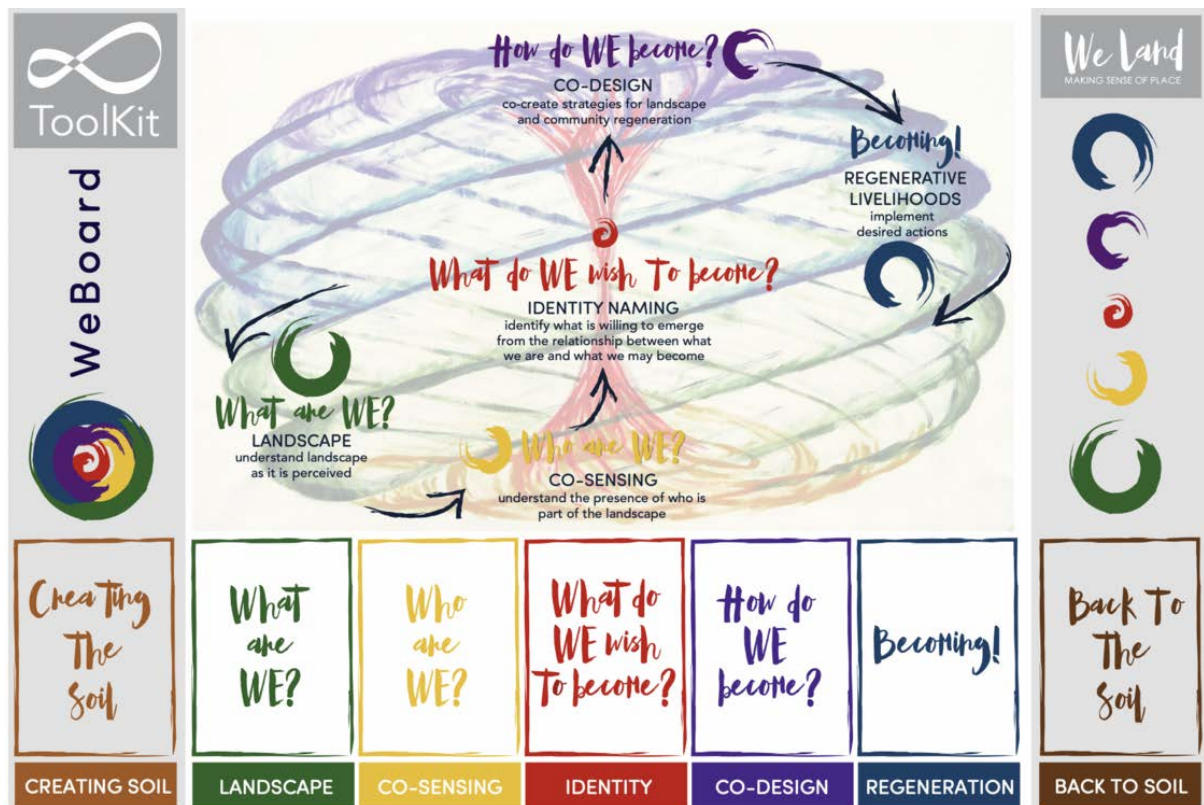 ToolKit
WeBoard
How do WE become?
CO-DESIGN
co-create strategies for landscape
and community regeneration
We Land
MAKING SENSE OF PLACE
Becoming!
REGENERATIVE
LIVELIHOODS
implement
desired actions
What do WE wish To become?
IDENTITY NAMING
identify what is willing to emerge
from the relationship between what
we are and what we may become
What are WE?
LANDSCAPE
understand landscape
as it is perceived
Who are WE?
CO-SENSING
understand the presence of who is
part of the landscape
Creating
The
Soil
CREATING SOIL
What
are
WE?
LANDSCAPE
Who
are
WE?
CO-SENSING
What do
WE wish
To become?
IDENTITY
How do
WE
become?
CO-DESIGN
Becoming!
REGENERATION
Back To
The
Soil
BACK TO SOIL